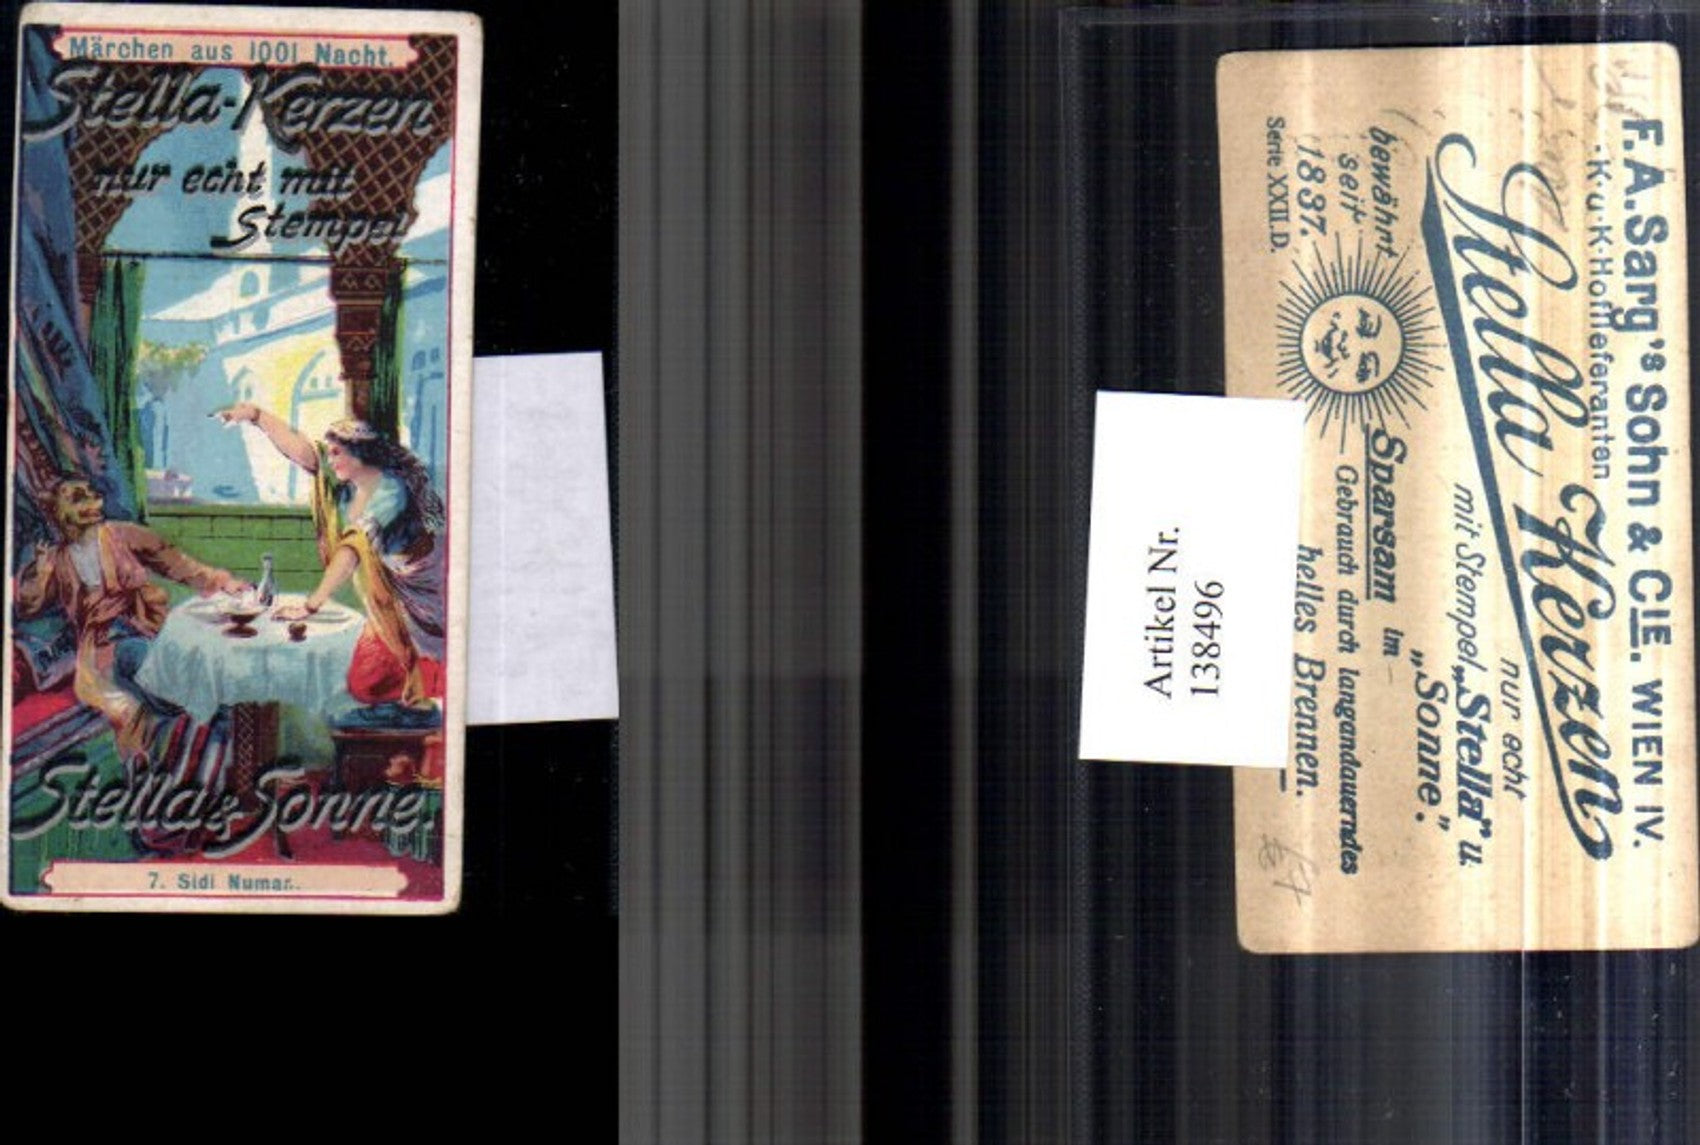 Märchen aus 1001 Nacht.
Stella-Kerzen
nur echt mit
Stempel
Stella & Sonne.
7. Sidi Numan.
Artikel Nr.
138496
F.A. Sarg's Sohn & CIE. WIEN IV.
·K·u·K·Hoflieferanten
Stella Kerzen
nur echt
mit Stempel „Stella" u
„Sonne".
bewährt
seit
1837.
Sparsam im
Gebrauch durch langandauerndes
helles Brennen.
Serie XXII. D.